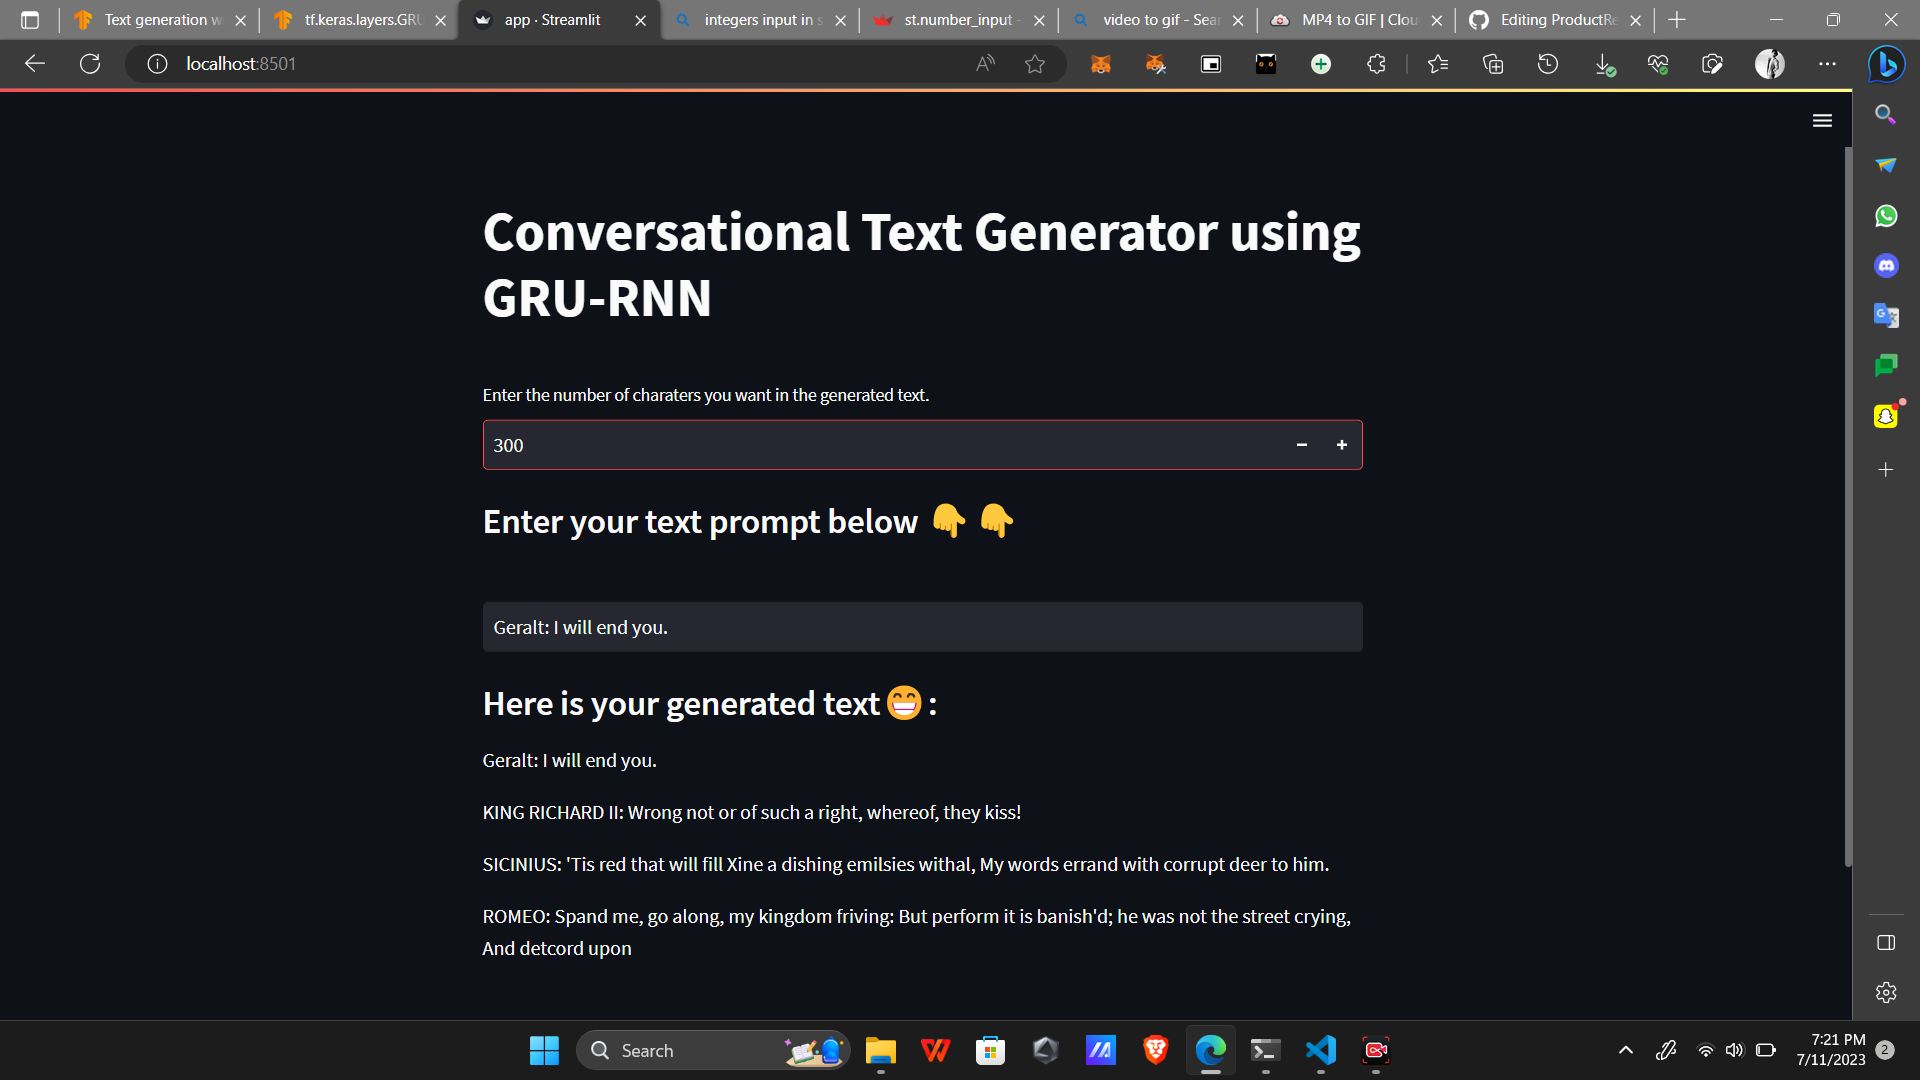 Text generation w
tf.keras.layers.GRU
app · Streamlit
integers input in s
st.number_input -
video to gif - Sear
MP4 to GIF | Clou
Editing ProductRe
localhost:8501
Conversational Text Generator using
GRU-RNN
Enter the number of charaters you want in the generated text.
300
Enter your text prompt below 👇 👇
Geralt: I will end you.
Here is your generated text 😁 :
Geralt: I will end you.
KING RICHARD II: Wrong not or of such a right, whereof, they kiss!
SICINIUS: 'Tis red that will fill Xine a dishing emilsies withal, My words errand with corrupt deer to him.
ROMEO: Spand me, go along, my kingdom friving: But perform it is banish'd; he was not the street crying,
And detcord upon
Search
7:21 PM
7/11/2023
2